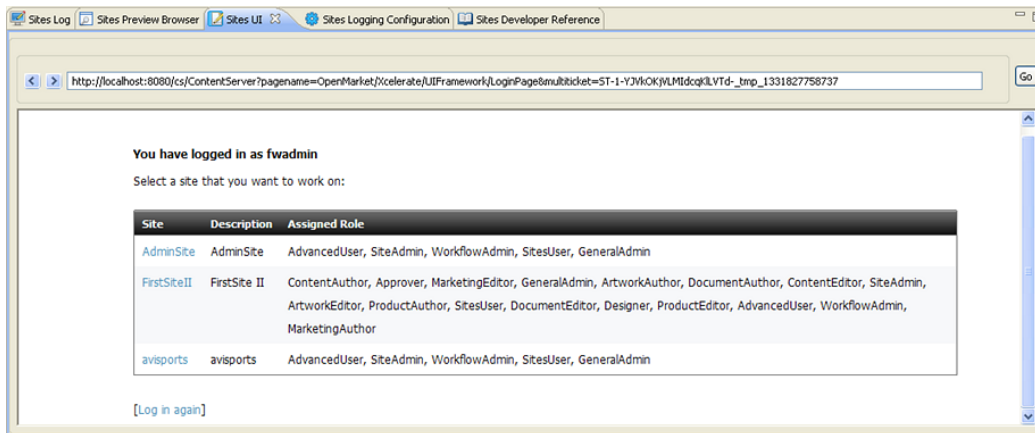 Sites Log Sites Preview Browser Sites UI Sites Logging Configuration Sites Developer Reference
http://localhost:8080/cs/ContentServer?pagename=OpenMarket/Xcelerate/UIFramework/LoginPage&multiticket=ST-1-YJVkOKjVLMIdcqKlLVTd-_tmp_1331827758737 Go
You have logged in as fwadmin
Select a site that you want to work on:
Site Description Assigned Role
AdminSite AdminSite AdvancedUser, SiteAdmin, WorkflowAdmin, SitesUser, GeneralAdmin
FirstSiteII FirstSite II ContentAuthor, Approver, MarketingEditor, GeneralAdmin, ArtworkAuthor, DocumentAuthor, ContentEditor, SiteAdmin,
ArtworkEditor, ProductAuthor, SitesUser, DocumentEditor, Designer, ProductEditor, AdvancedUser, WorkflowAdmin,
MarketingAuthor
avisports avisports AdvancedUser, SiteAdmin, WorkflowAdmin, SitesUser, GeneralAdmin
[Log in again]